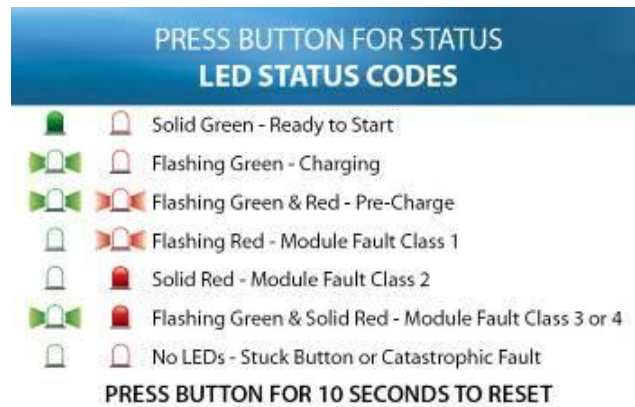 PRESS BUTTON FOR STATUS
LED STATUS CODES
Solid Green - Ready to Start
Flashing Green - Charging
Flashing Green & Red - Pre-Charge
Flashing Red - Module Fault Class 1
Solid Red - Module Fault Class 2
Flashing Green & Solid Red - Module Fault Class 3 or 4
No LEDs - Stuck Button or Catastrophic Fault
PRESS BUTTON FOR 10 SECONDS TO RESET